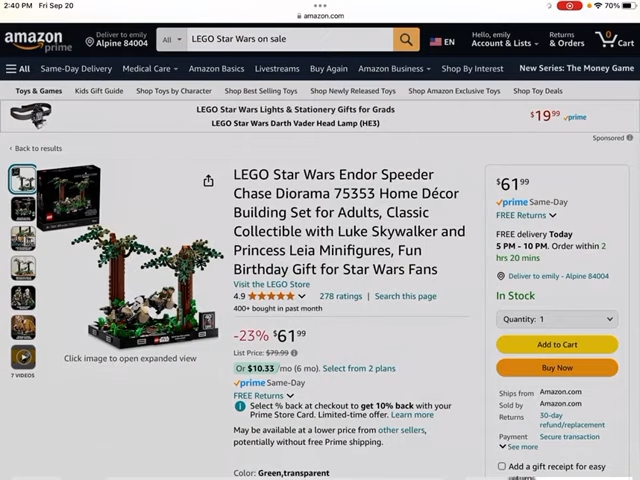 2:40 PM Fri Sep 20
70%
amazon.com
amazon prime
Deliver to emily
Alpine 84004
All
LEGO Star Wars on sale
EN
Hello, emily
Account & Lists
Returns
& Orders
0
Cart
All
Same-Day Delivery
Medical Care
Amazon Basics
Livestreams
Buy Again
Amazon Business
Shop By Interest
New Series: The Money Game
Toys & Games
Kids Gift Guide
Shop Toys by Character
Shop Best Selling Toys
Shop Newly Released Toys
Shop Amazon Exclusive Toys
Shop Toy Deals
LEGO Star Wars Lights & Stationery Gifts for Grads
LEGO Star Wars Darth Vader Head Lamp (HE3)
$19.99 prime
Sponsored
‹ Back to results
LEGO Star Wars Endor Speeder
Chase Diorama 75353 Home Décor
Building Set for Adults, Classic
Collectible with Luke Skywalker and
Princess Leia Minifigures, Fun
Birthday Gift for Star Wars Fans
Visit the LEGO Store
4.9
278 ratings | Search this page
400+ bought in past month
-23% $61.99
List Price: $79.99
Or $10.33 /mo (6 mo). Select from 2 plans
prime Same-Day
FREE Returns
Select % back at checkout to get 10% back with your
Prime Store Card. Limited-time offer. Learn more
May be available at a lower price from other sellers,
potentially without free Prime shipping.
Color: Green,transparent
7 VIDEOS
Click image to open expanded view
$61.99
prime Same-Day
FREE Returns
FREE delivery Today
5 PM - 10 PM. Order within 2
hrs 20 mins
Deliver to emily - Alpine 84004
In Stock
Quantity: 1
Add to Cart
Buy Now
Ships from Amazon.com
Sold by Amazon.com
Returns 30-day
refund/replacement
Payment Secure transaction
See more
Add a gift receipt for easy